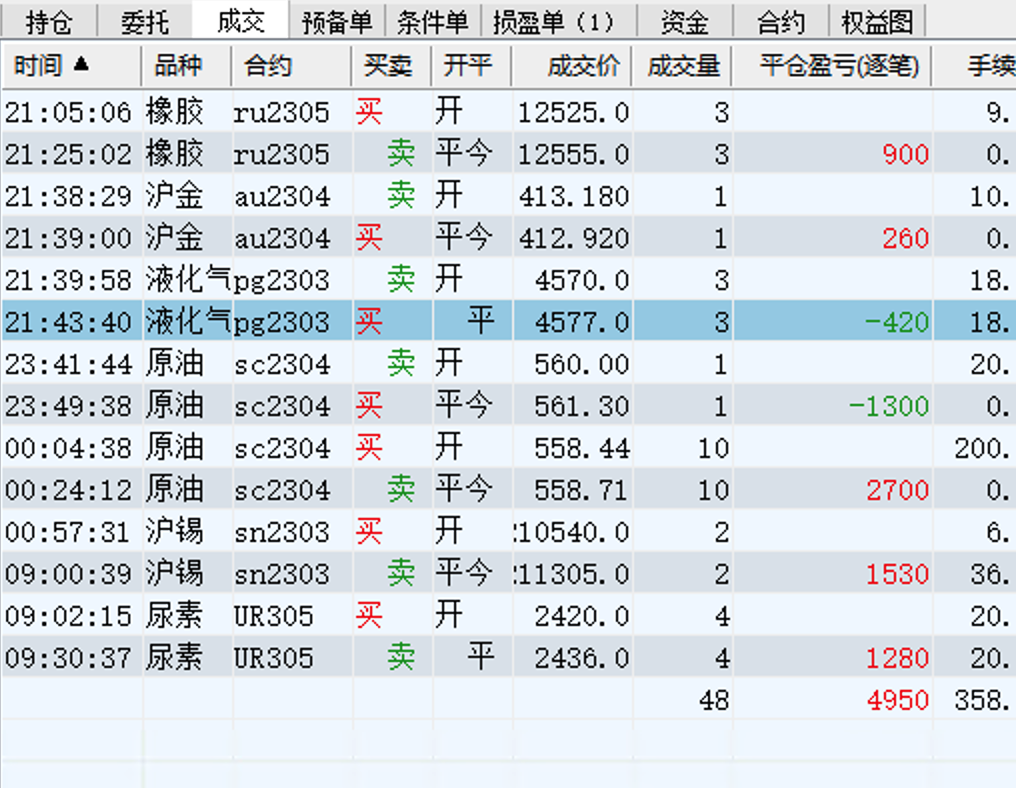 持仓 委托 成交 预备单 条件单 损盈单（1） 资金 合约 权益图
时间 ▲ 品种 合约 买卖 开平 成交价 成交量 平仓盈亏(逐笔) 手续
21:05:06 橡胶 ru2305 买 开 12525.0 3 9.
21:25:02 橡胶 ru2305 卖 平今 12555.0 3 900 0.
21:38:29 沪金 au2304 卖 开 413.180 1 10.
21:39:00 沪金 au2304 买 平今 412.920 1 260 0.
21:39:58 液化气 pg2303 卖 开 4570.0 3 18.
21:43:40 液化气 pg2303 买 平 4577.0 3 -420 18.
23:41:44 原油 sc2304 卖 开 560.00 1 20.
23:49:38 原油 sc2304 买 平今 561.30 1 -1300 0.
00:04:38 原油 sc2304 买 开 558.44 10 200.
00:24:12 原油 sc2304 卖 平今 558.71 10 2700 0.
00:57:31 沪锡 sn2303 买 开 10540.0 2 6.
09:00:39 沪锡 sn2303 卖 平今 11305.0 2 1530 36.
09:02:15 尿素 UR305 买 开 2420.0 4 20.
09:30:37 尿素 UR305 卖 平 2436.0 4 1280 20.
48 4950 358.